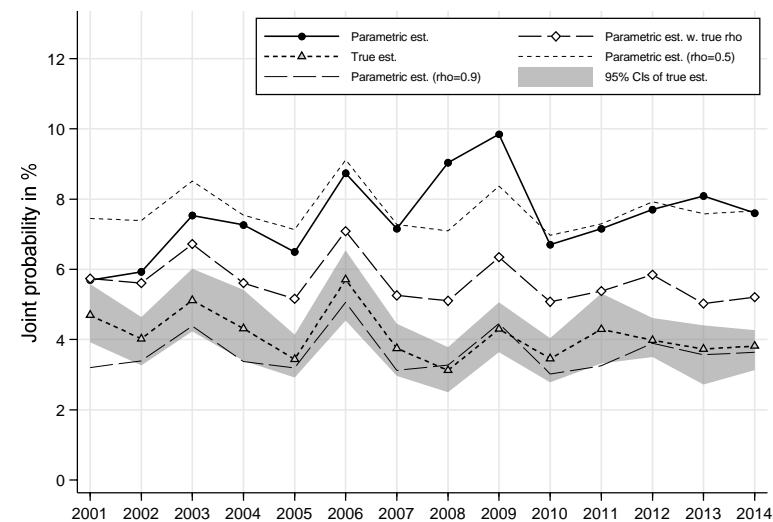 Parametric est.
Parametric est. w. true rho
True est.
Parametric est. (rho=0.5)
Parametric est. (rho=0.9)
95% CIs of true est.
Joint probability in %
12
10
8
6
4
2
0
2001 2002 2003 2004 2005 2006 2007 2008 2009 2010 2011 2012 2013 2014